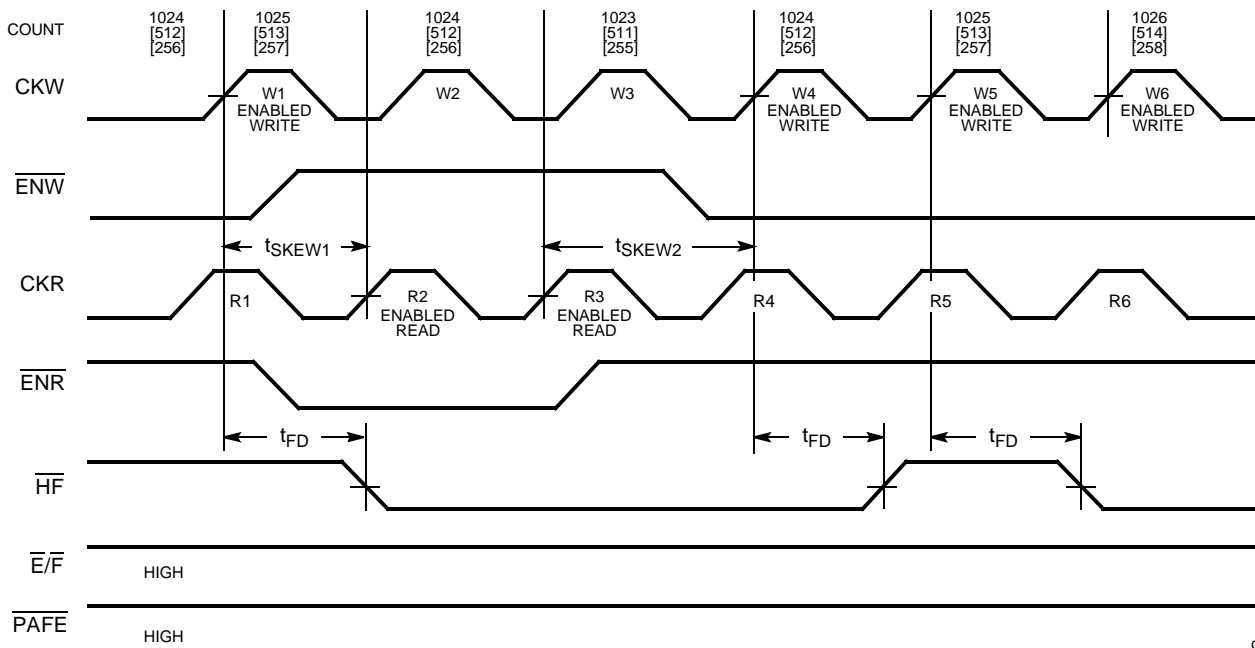 COUNT
1024 1025 1024 1023 1024 1025 1026
[512] [513] [512] [511] [512] [513] [514]
[256] [257] [256] [255] [256] [257] [258]
CKW
W1 W2 W3 W4 W5 W6
ENABLED ENABLED ENABLED ENABLED
WRITE WRITE WRITE WRITE
ENW
tSKEW1 tSKEW2
CKR
R1 R2 R3 R4 R5 R6
ENABLED ENABLED
READ READ
ENR
tFD tFD tFD
HF
E/F
HIGH
PAFE
HIGH